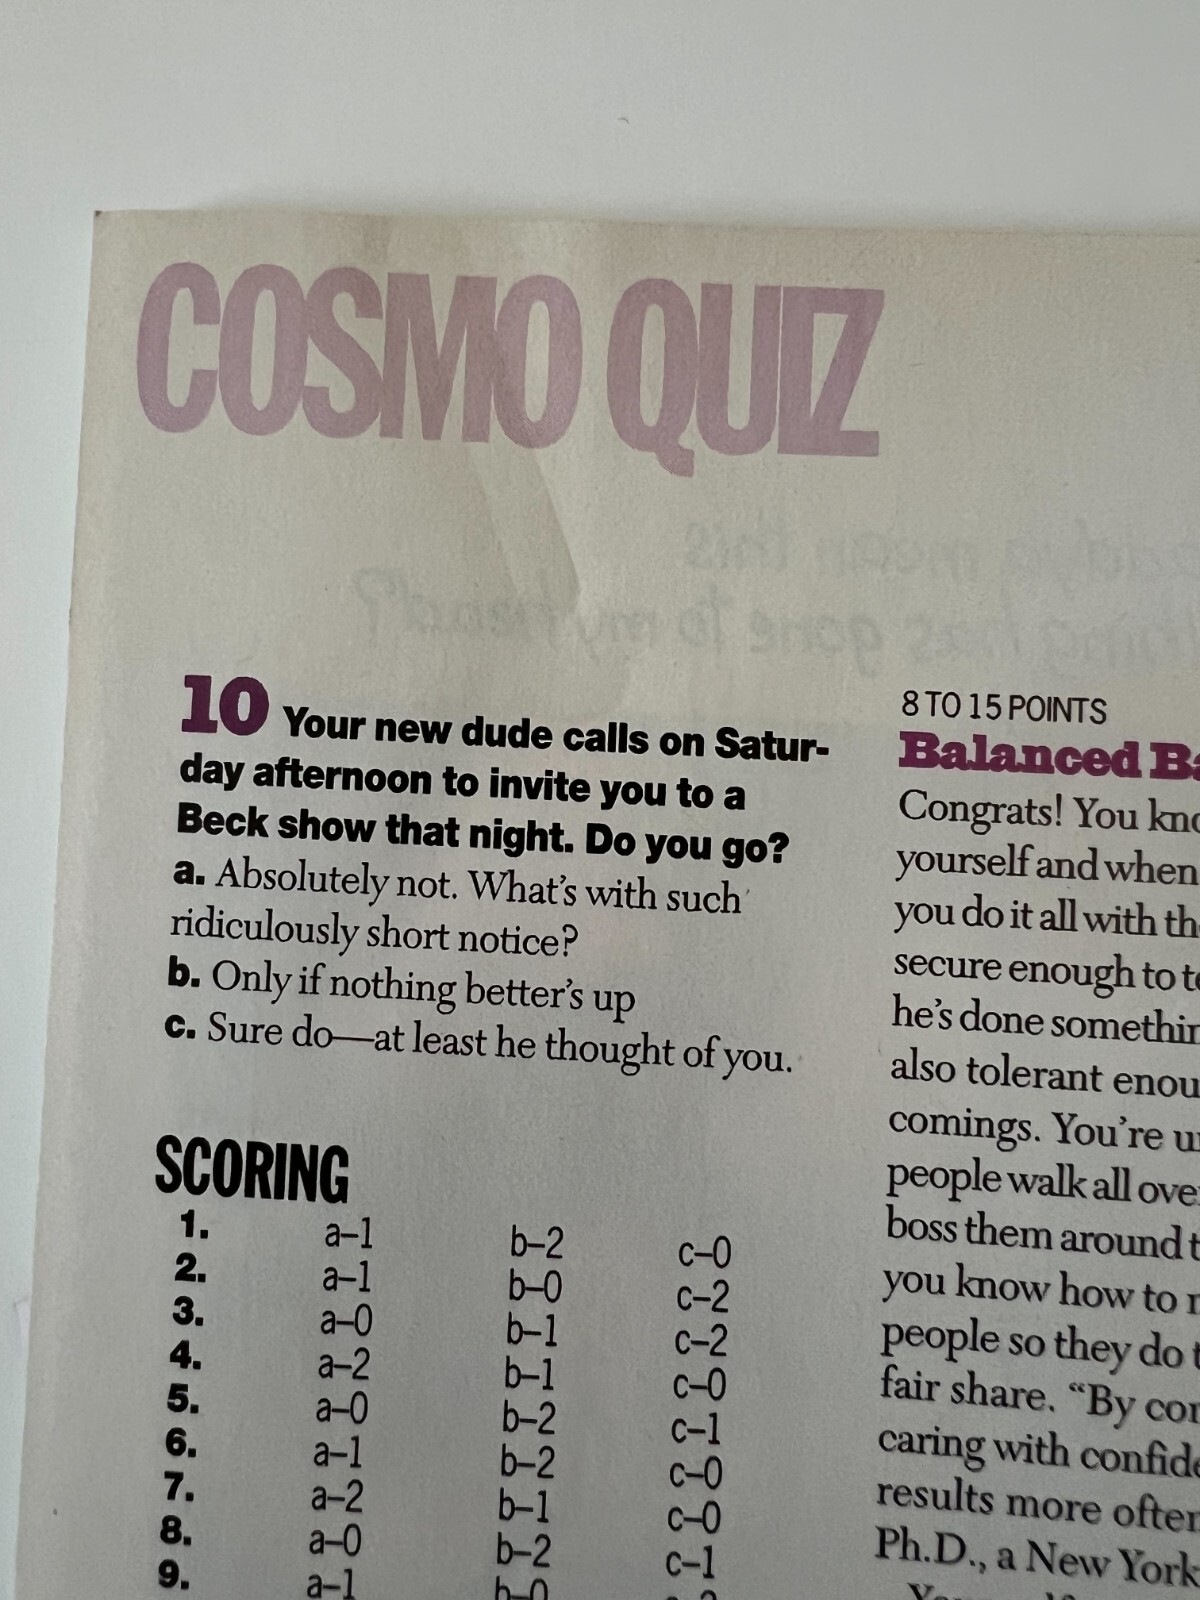 COSMO QUIZ
10 Your new dude calls on Satur-
day afternoon to invite you to a
Beck show that night. Do you go?
a. Absolutely not. What's with such
ridiculously short notice?
b. Only if nothing better's up
c. Sure do—at least he thought of you.
SCORING
1. a–1 b–2 c–0
2. a–1 b–0 c–2
3. a–0 b–1 c–2
4. a–2 b–1 c–0
5. a–0 b–2 c–1
6. a–1 b–2 c–0
7. a–2 b–1 c–0
8. a–0 b–2 c–1
9. a–1 b–0
8 TO 15 POINTS
Balanced
Congrats! You
yourself and when
you do it all with
secure enough to
he's done
also tolerant
comings. You're
people walk all
boss them around
you know how to
people so they do
fair share. "By
caring with
results more often
Ph.D., a New York